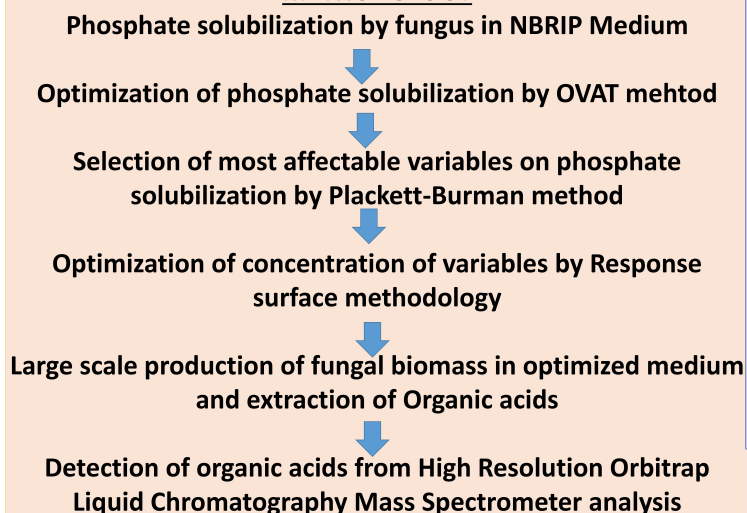 Phosphate solubilization by fungus in NBRIP Medium
Optimization of phosphate solubilization by OVAT mehtod
Selection of most affectable variables on phosphate
solubilization by Plackett-Burman method
Optimization of concentration of variables by Response
surface methodology
Large scale production of fungal biomass in optimized medium
and extraction of Organic acids
Detection of organic acids from High Resolution Orbitrap
Liquid Chromatography Mass Spectrometer analysis